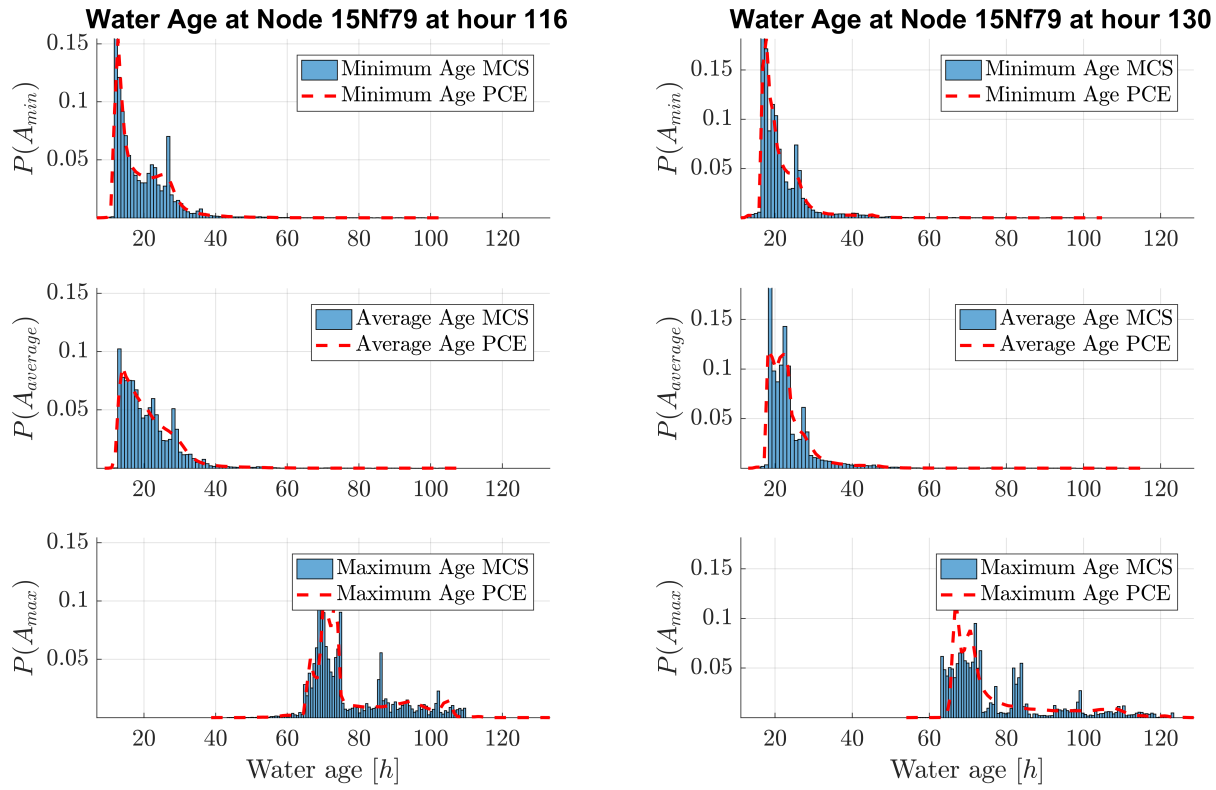 Water Age at Node 15Nf79 at hour 116
0.15
0.1
0.05
P(A_min)
Minimum Age MCS
Minimum Age PCE
20 40 60 80 100 120
0.15
0.1
0.05
P(A_average)
Average Age MCS
Average Age PCE
20 40 60 80 100 120
0.15
0.1
0.05
P(A_max)
Maximum Age MCS
Maximum Age PCE
20 40 60 80 100 120
Water age [h]
Water Age at Node 15Nf79 at hour 130
0.15
0.1
0.05
P(A_min)
Minimum Age MCS
Minimum Age PCE
20 40 60 80 100 120
0.15
0.1
0.05
P(A_average)
Average Age MCS
Average Age PCE
20 40 60 80 100 120
0.15
0.1
0.05
P(A_max)
Maximum Age MCS
Maximum Age PCE
20 40 60 80 100 120
Water age [h]